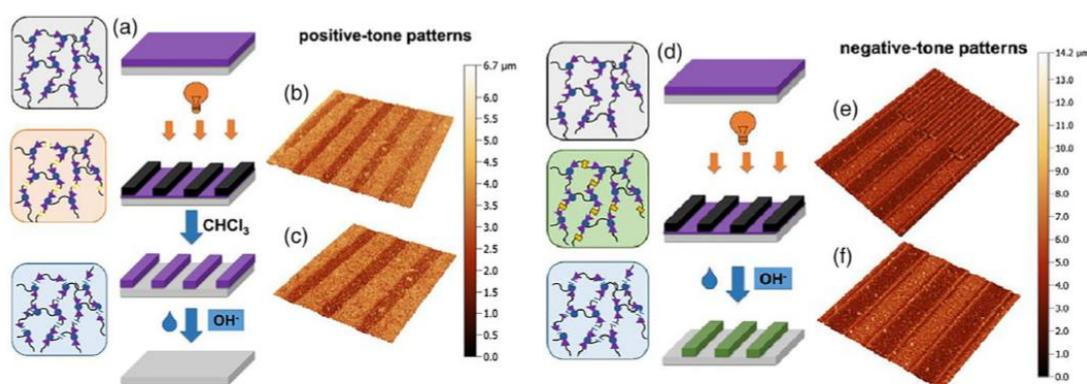 (a)
positive-tone patterns
6.7 µm
6.0
5.5
5.0
4.5
4.0
3.5
3.0
2.5
2.0
1.5
1.0
0.5
0.0
(b)
(c)
CHCl₃
OH-
(d)
negative-tone patterns
14.2 µm
13.0
12.0
11.0
10.0
9.0
8.0
7.0
6.0
5.0
4.0
3.0
2.0
1.0
0.0
(e)
(f)
OH-